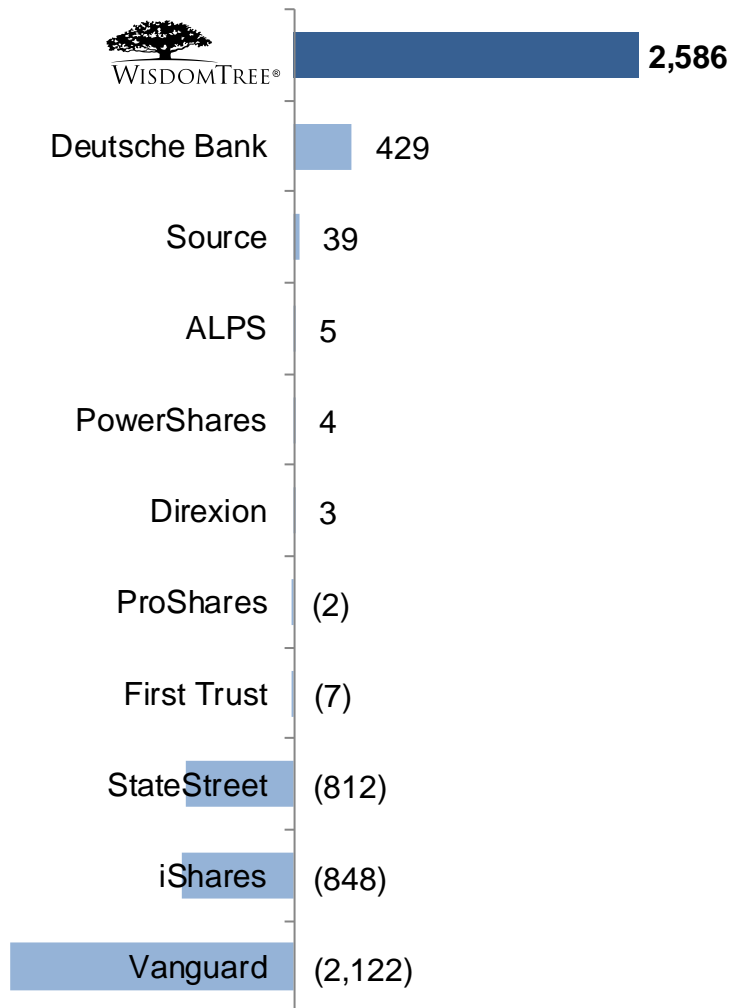 WISDOMTREE® 2,586
Deutsche Bank 429
Source 39
ALPS 5
PowerShares 4
Direxion 3
ProShares (2)
First Trust (7)
StateStreet (812)
iShares (848)
Vanguard (2,122)